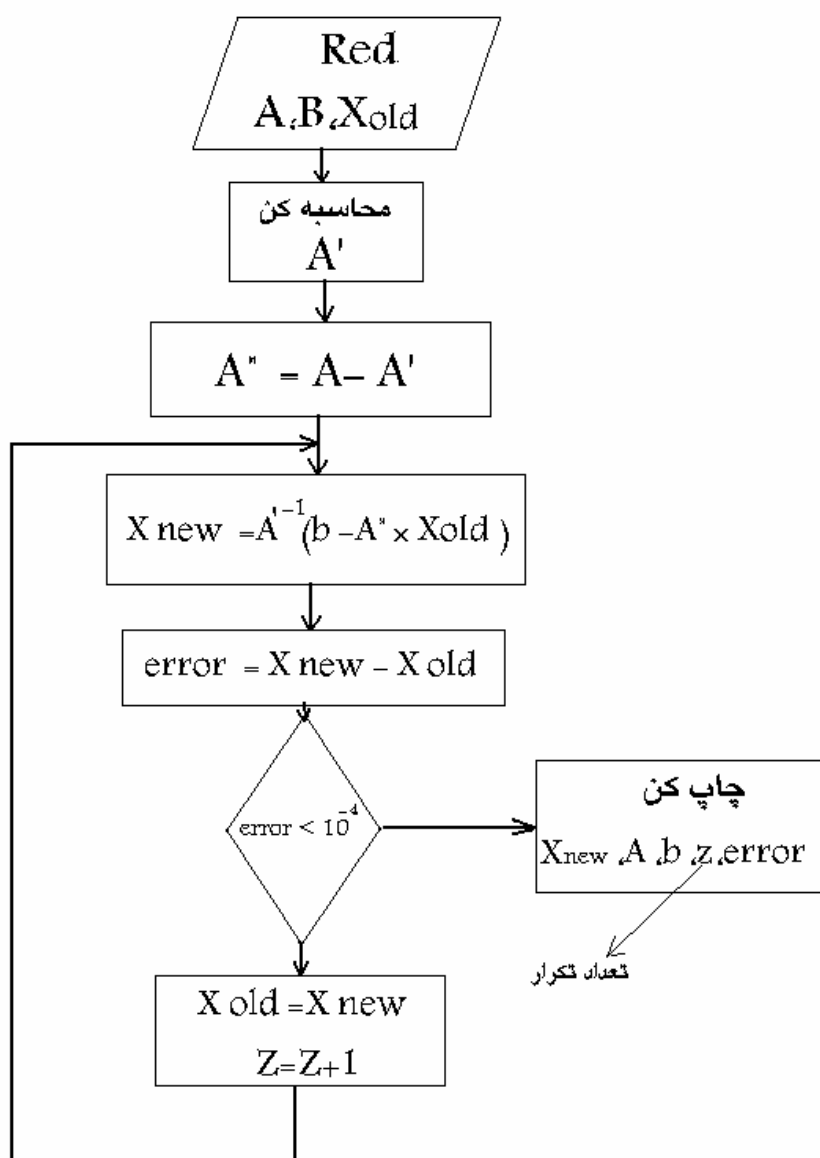 Red
A،B،Xold
محاسبه کن
A'
A" = A– A'
X new =A'⁻¹(b –A" × Xold )
error = X new – X old
error < 10⁻⁴
چاپ کن
Xnew ،A ،b ،z،error
تعداد تکرار
X old =X new
Z=Z+1